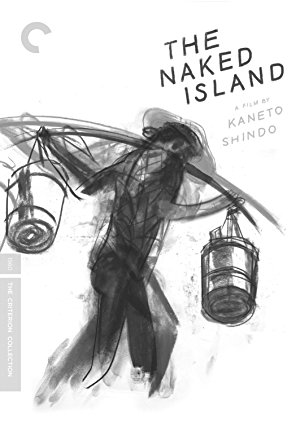 THE
NAKED
ISLAND
A FILM BY
KANETO
SHINDO
THE CRITERION COLLECTION